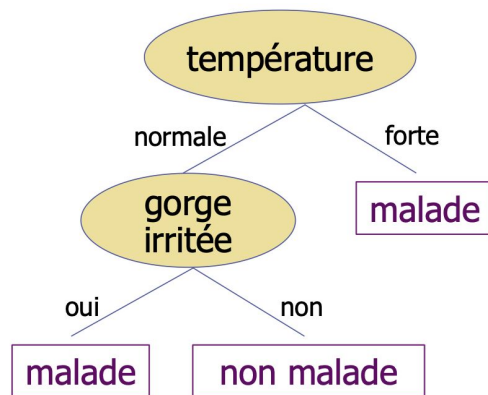 température
normale
forte
gorge
irritée
malade
oui
non
malade
non malade